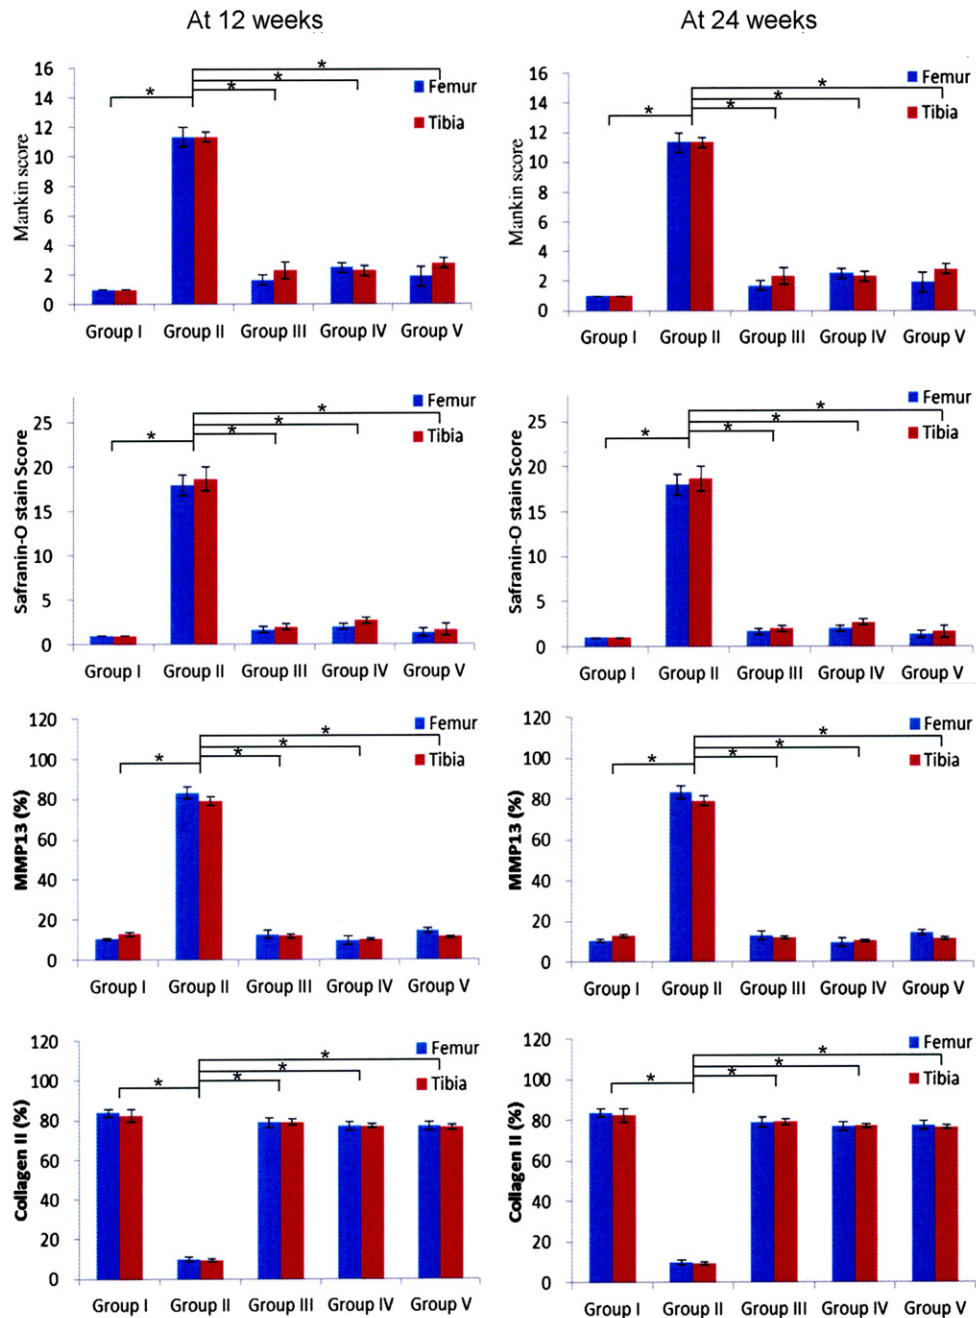 At 12 weeks
At 24 weeks
16
14
12
10
8
6
4
2
0
Mankin score
* * * *
Femur
Tibia
Group I Group II Group III Group IV Group V
16
14
12
10
8
6
4
2
0
Mankin score
* * * *
Femur
Tibia
Group I Group II Group III Group IV Group V
25
20
15
10
5
0
Safranin-O stain Score
* * * *
Femur
Tibia
Group I Group II Group III Group IV Group V
25
20
15
10
5
0
Safranin-O stain Score
* * * *
Femur
Tibia
Group I Group II Group III Group IV Group V
120
100
80
60
40
20
0
MMP13 (%)
* * * *
Femur
Tibia
Group I Group II Group III Group IV Group V
120
100
80
60
40
20
0
MMP13 (%)
* * * *
Femur
Tibia
Group I Group II Group III Group IV Group V
120
100
80
60
40
20
0
Collagen II (%)
* * * *
Femur
Tibia
Group I Group II Group III Group IV Group V
120
100
80
60
40
20
0
Collagen II (%)
* * * *
Femur
Tibia
Group I Group II Group III Group IV Group V